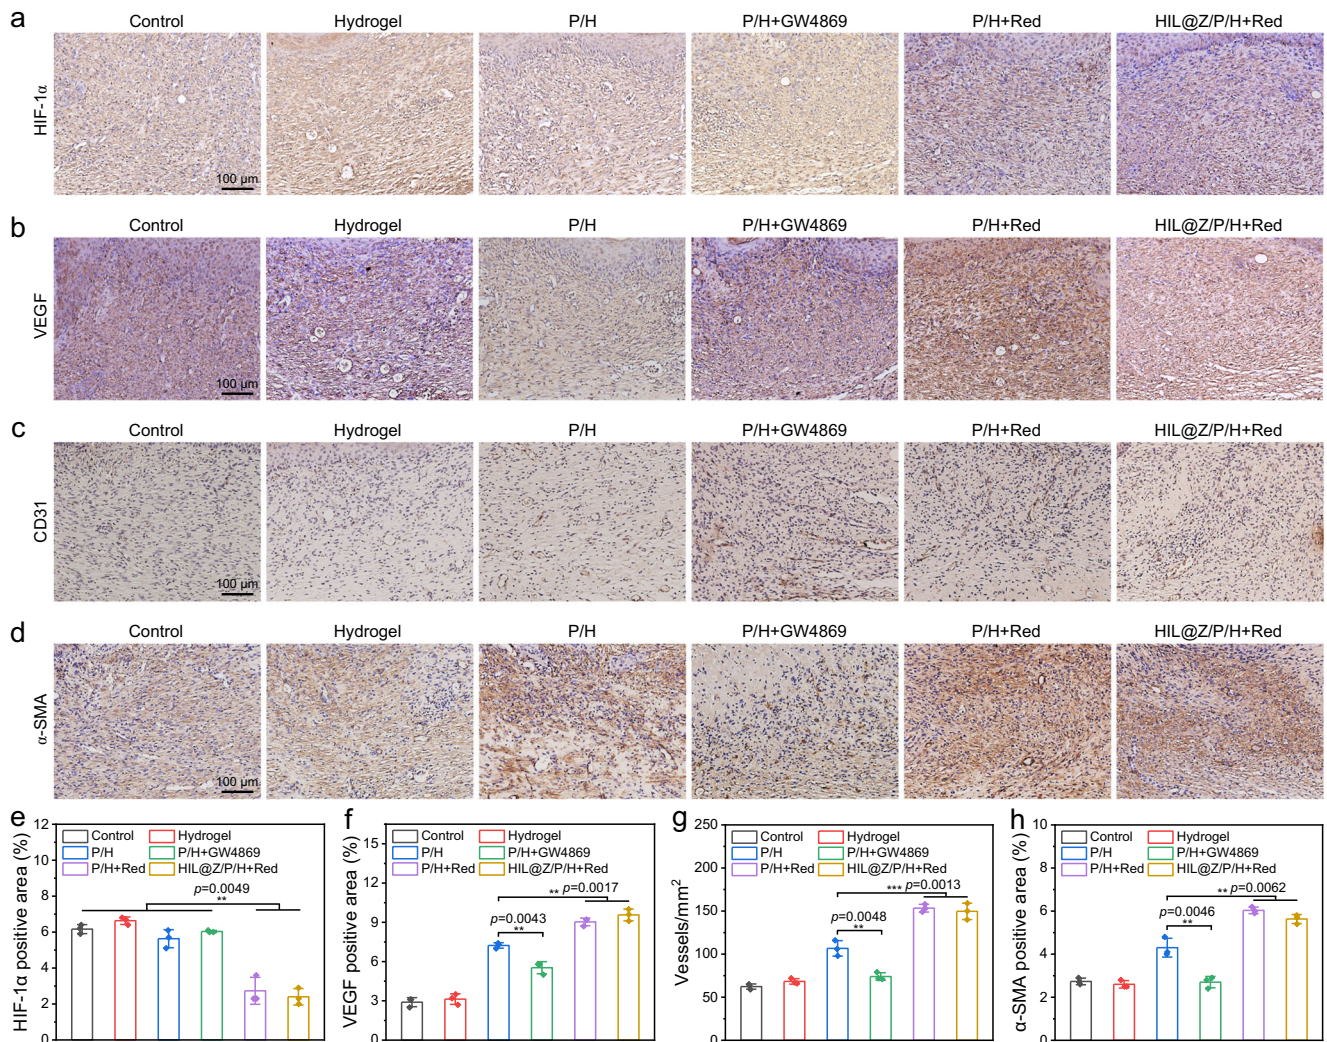 a
Control Hydrogel P/H P/H+GW4869 P/H+Red HIL@Z/P/H+Red
HIF-1α
100 μm
b
Control Hydrogel P/H P/H+GW4869 P/H+Red HIL@Z/P/H+Red
VEGF
100 μm
c
Control Hydrogel P/H P/H+GW4869 P/H+Red HIL@Z/P/H+Red
CD31
100 μm
d
Control Hydrogel P/H P/H+GW4869 P/H+Red HIL@Z/P/H+Red
α-SMA
100 μm
e
HIF-1α positive area (%)
12
10
8
6
4
2
0
Control Hydrogel
P/H P/H+GW4869
P/H+Red HIL@Z/P/H+Red
p=0.0049
**
f
VEGF positive area (%)
15
12
9
6
3
0
Control Hydrogel
P/H P/H+GW4869
P/H+Red HIL@Z/P/H+Red
** p=0.0017
p=0.0043
**
g
Vessels/mm²
250
200
150
100
50
0
Control Hydrogel
P/H P/H+GW4869
P/H+Red HIL@Z/P/H+Red
*** p=0.0013
p=0.0048
**
h
α-SMA positive area (%)
10
8
6
4
2
0
Control Hydrogel
P/H P/H+GW4869
P/H+Red HIL@Z/P/H+Red
** p=0.0062
p=0.0046
**